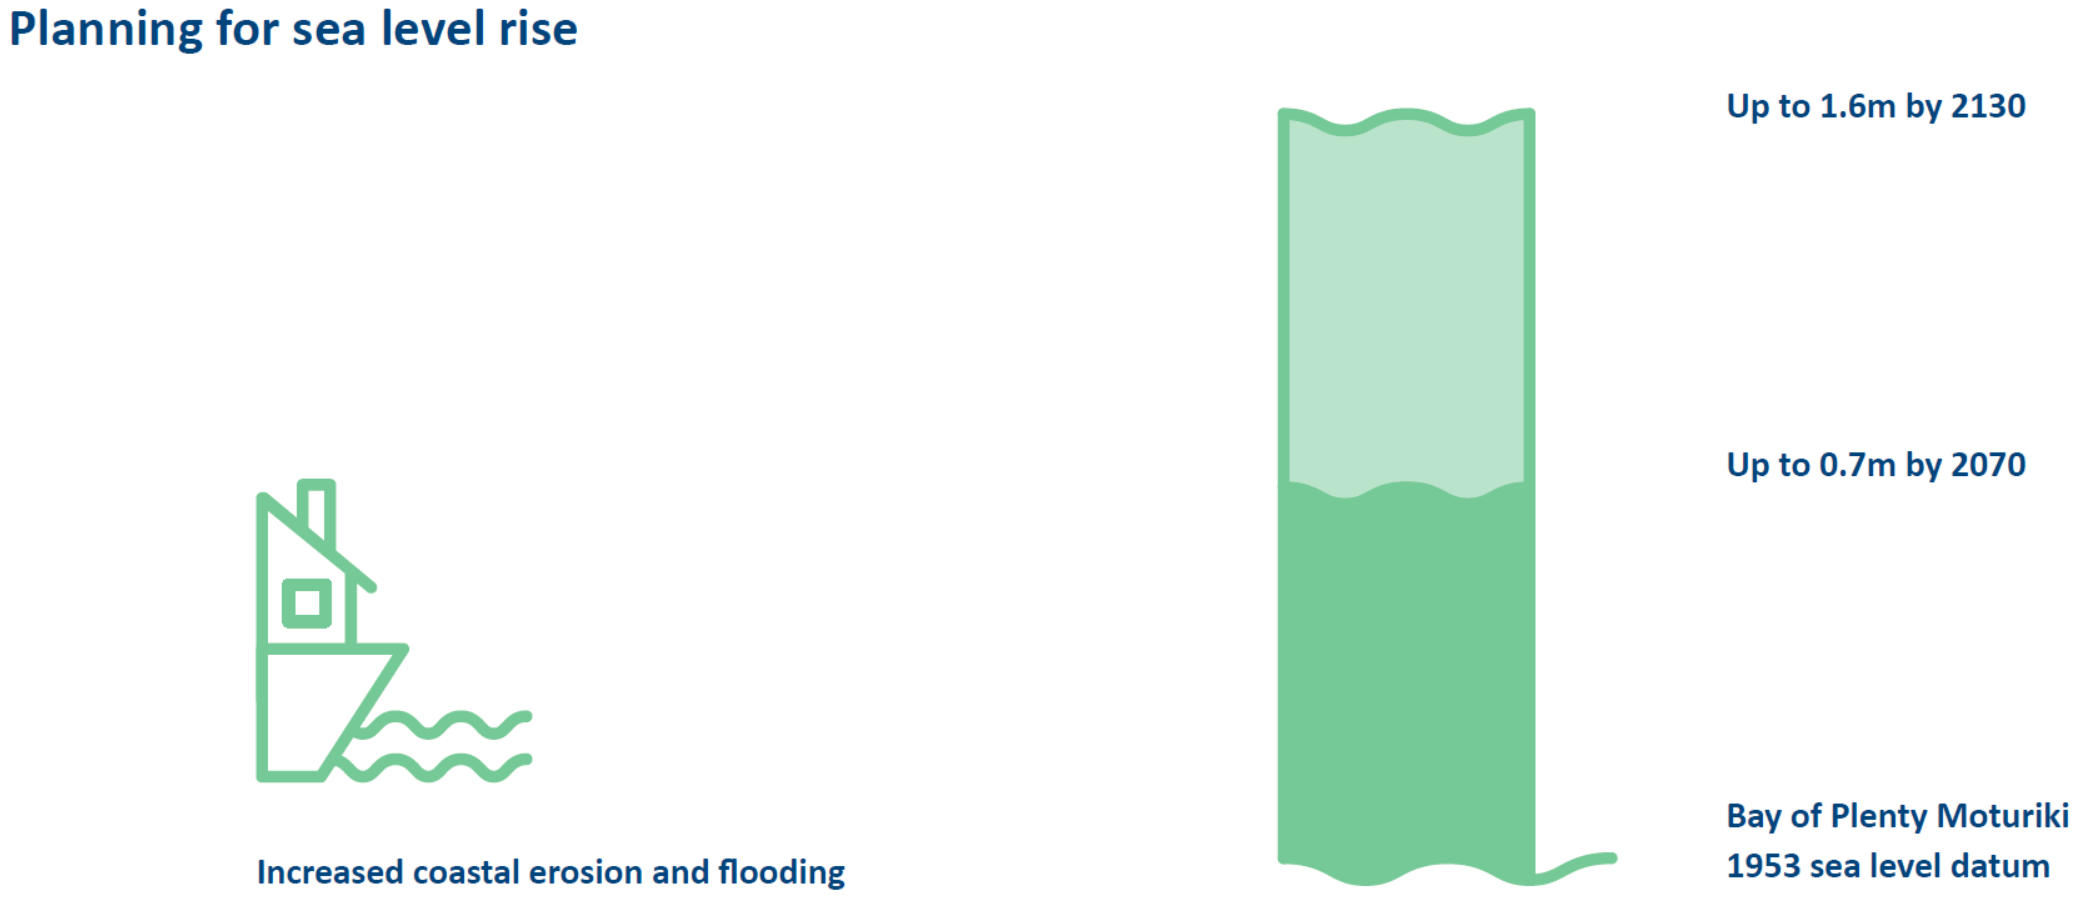 Planning for sea level rise
Up to 1.6m by 2130
Up to 0.7m by 2070
Bay of Plenty Moturiki
1953 sea level datum
Increased coastal erosion and flooding